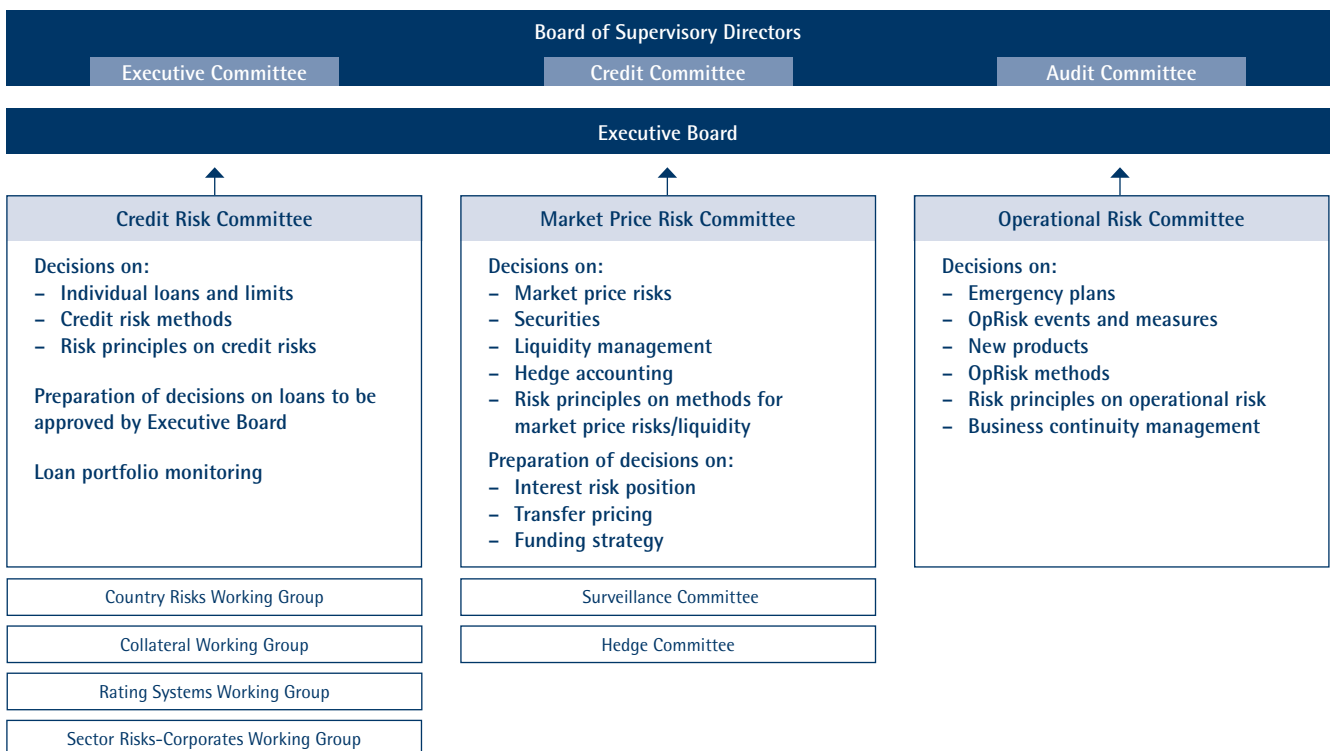 Board of Supervisory Directors
Executive Committee
Credit Committee
Audit Committee
Executive Board
Credit Risk Committee
Decisions on:
– Individual loans and limits
– Credit risk methods
– Risk principles on credit risks
Preparation of decisions on loans to be
approved by Executive Board
Loan portfolio monitoring
Country Risks Working Group
Collateral Working Group
Rating Systems Working Group
Sector Risks-Corporates Working Group
Market Price Risk Committee
Decisions on:
– Market price risks
– Securities
– Liquidity management
– Hedge accounting
– Risk principles on methods for
market price risks/liquidity
Preparation of decisions on:
– Interest risk position
– Transfer pricing
– Funding strategy
Surveillance Committee
Hedge Committee
Operational Risk Committee
Decisions on:
– Emergency plans
– OpRisk events and measures
– New products
– OpRisk methods
– Risk principles on operational risk
– Business continuity management